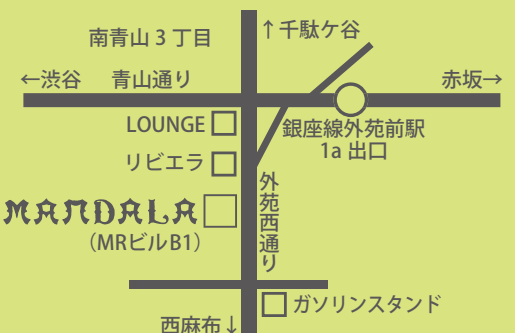 南青山3丁目
↑千駄ケ谷
←渋谷
青山通り
赤坂→
LOUNGE
銀座線外苑前駅
1a 出口
リビエラ
MANDALA
(MRビルB1)
外苑西通り
ガソリンスタンド
西麻布↓